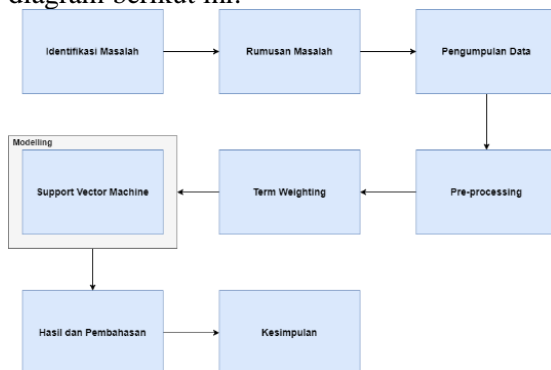 diagram berikut ini.
Identifikasi Masalah
Rumusan Masalah
Pengumpulan Data
Modelling
Support Vector Machine
Term Weighting
Pre-processing
Hasil dan Pembahasan
Kesimpulan